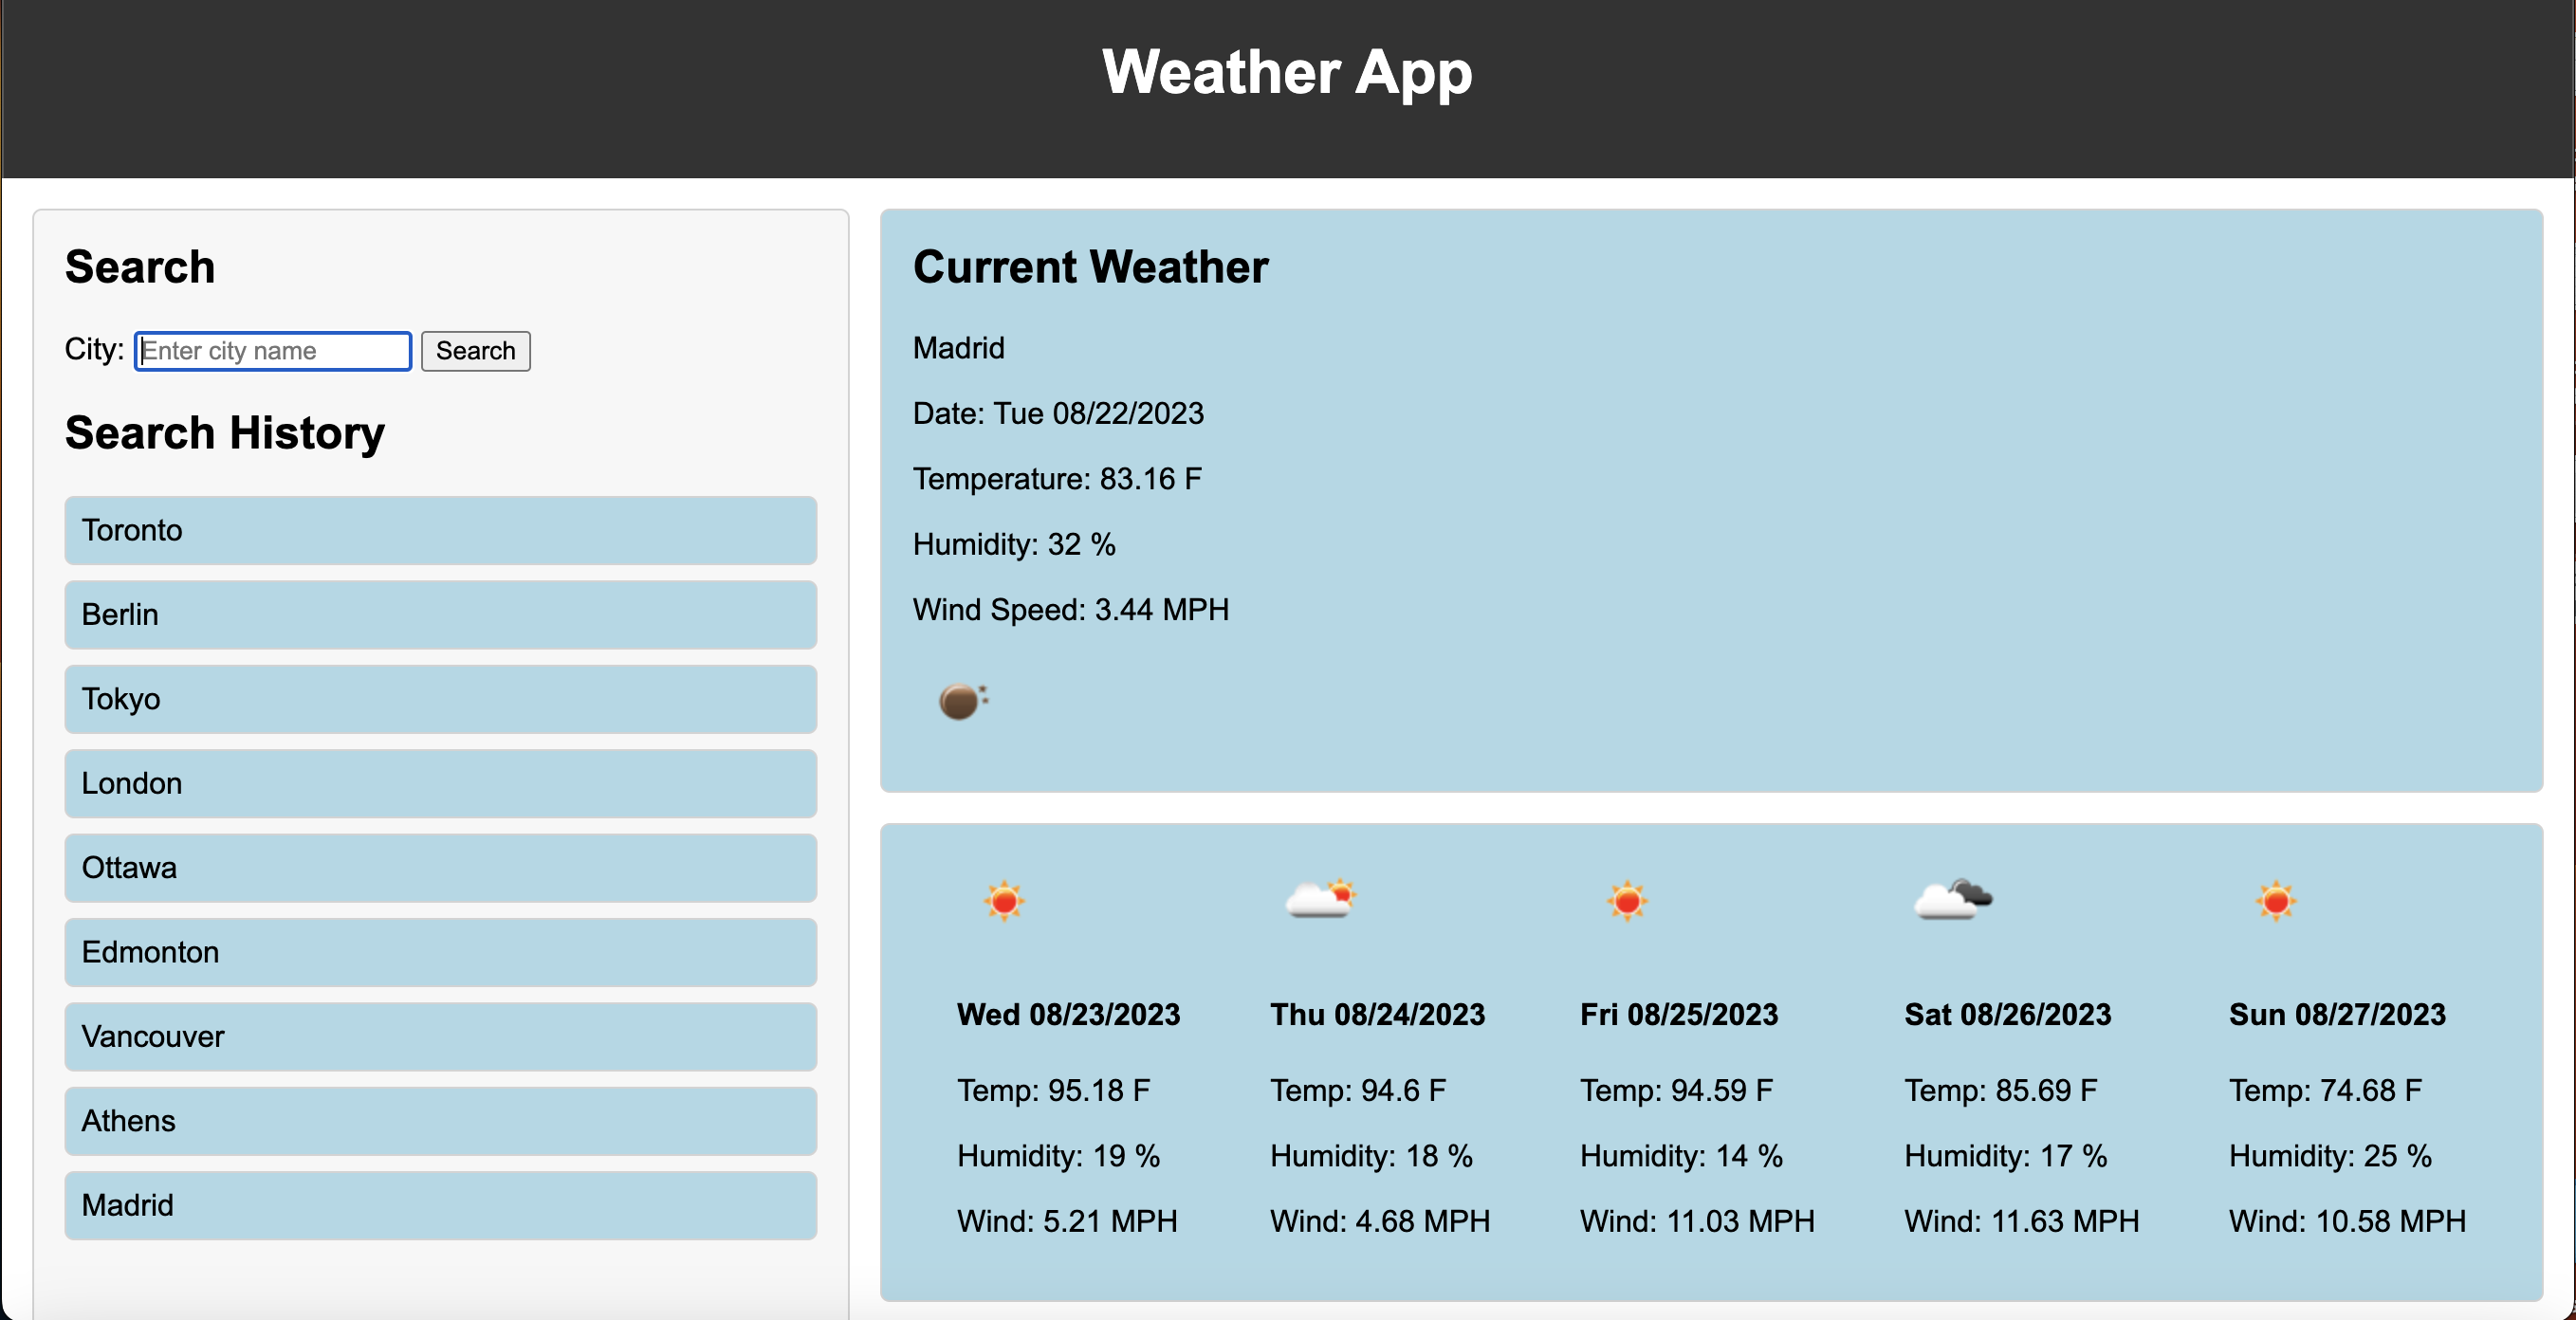 Weather App
Search
City: Enter city name Search
Search History
Toronto
Berlin
Tokyo
London
Ottawa
Edmonton
Vancouver
Athens
Madrid
Current Weather
Madrid
Date: Tue 08/22/2023
Temperature: 83.16 F
Humidity: 32 %
Wind Speed: 3.44 MPH
Wed 08/23/2023
Temp: 95.18 F
Humidity: 19 %
Wind: 5.21 MPH
Thu 08/24/2023
Temp: 94.6 F
Humidity: 18 %
Wind: 4.68 MPH
Fri 08/25/2023
Temp: 94.59 F
Humidity: 14 %
Wind: 11.03 MPH
Sat 08/26/2023
Temp: 85.69 F
Humidity: 17 %
Wind: 11.63 MPH
Sun 08/27/2023
Temp: 74.68 F
Humidity: 25 %
Wind: 10.58 MPH